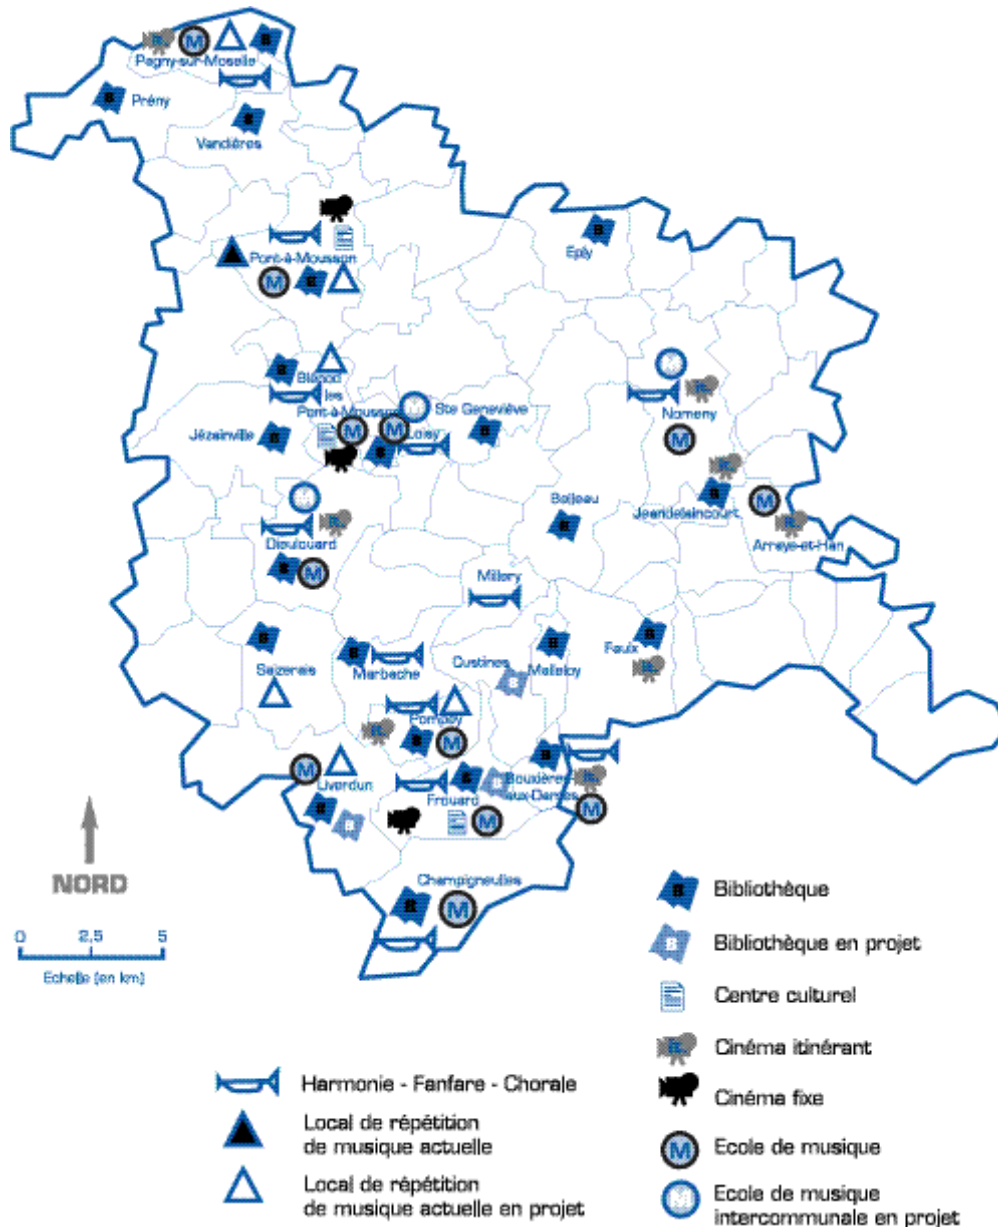 Pagny-sur-Moselle
Prény
Vandières
Pont-à-Mousson
Eply
Blénod
les
Pont-à-Mousson
Ste Geneviève
Loisy
Jézainville
Nomeny
Belleau
Jeandelaincourt
Arraye-et-Han
Dieulouard
Millery
Saizerais
Marbache
Custines
Malleloy
Faulx
Pompey
Liverdun
Frouard
Bouxières-
aux-Dames
Champigneulles
NORD
0 2,5 5
Echelle (en km)
B Bibliothèque
B Bibliothèque en projet
Centre culturel
Cinéma itinérant
Cinéma fixe
M Ecole de musique
M Ecole de musique
intercommunale en projet
Harmonie - Fanfare - Chorale
Local de répétition
de musique actuelle
Local de répétition
de musique actuelle en projet